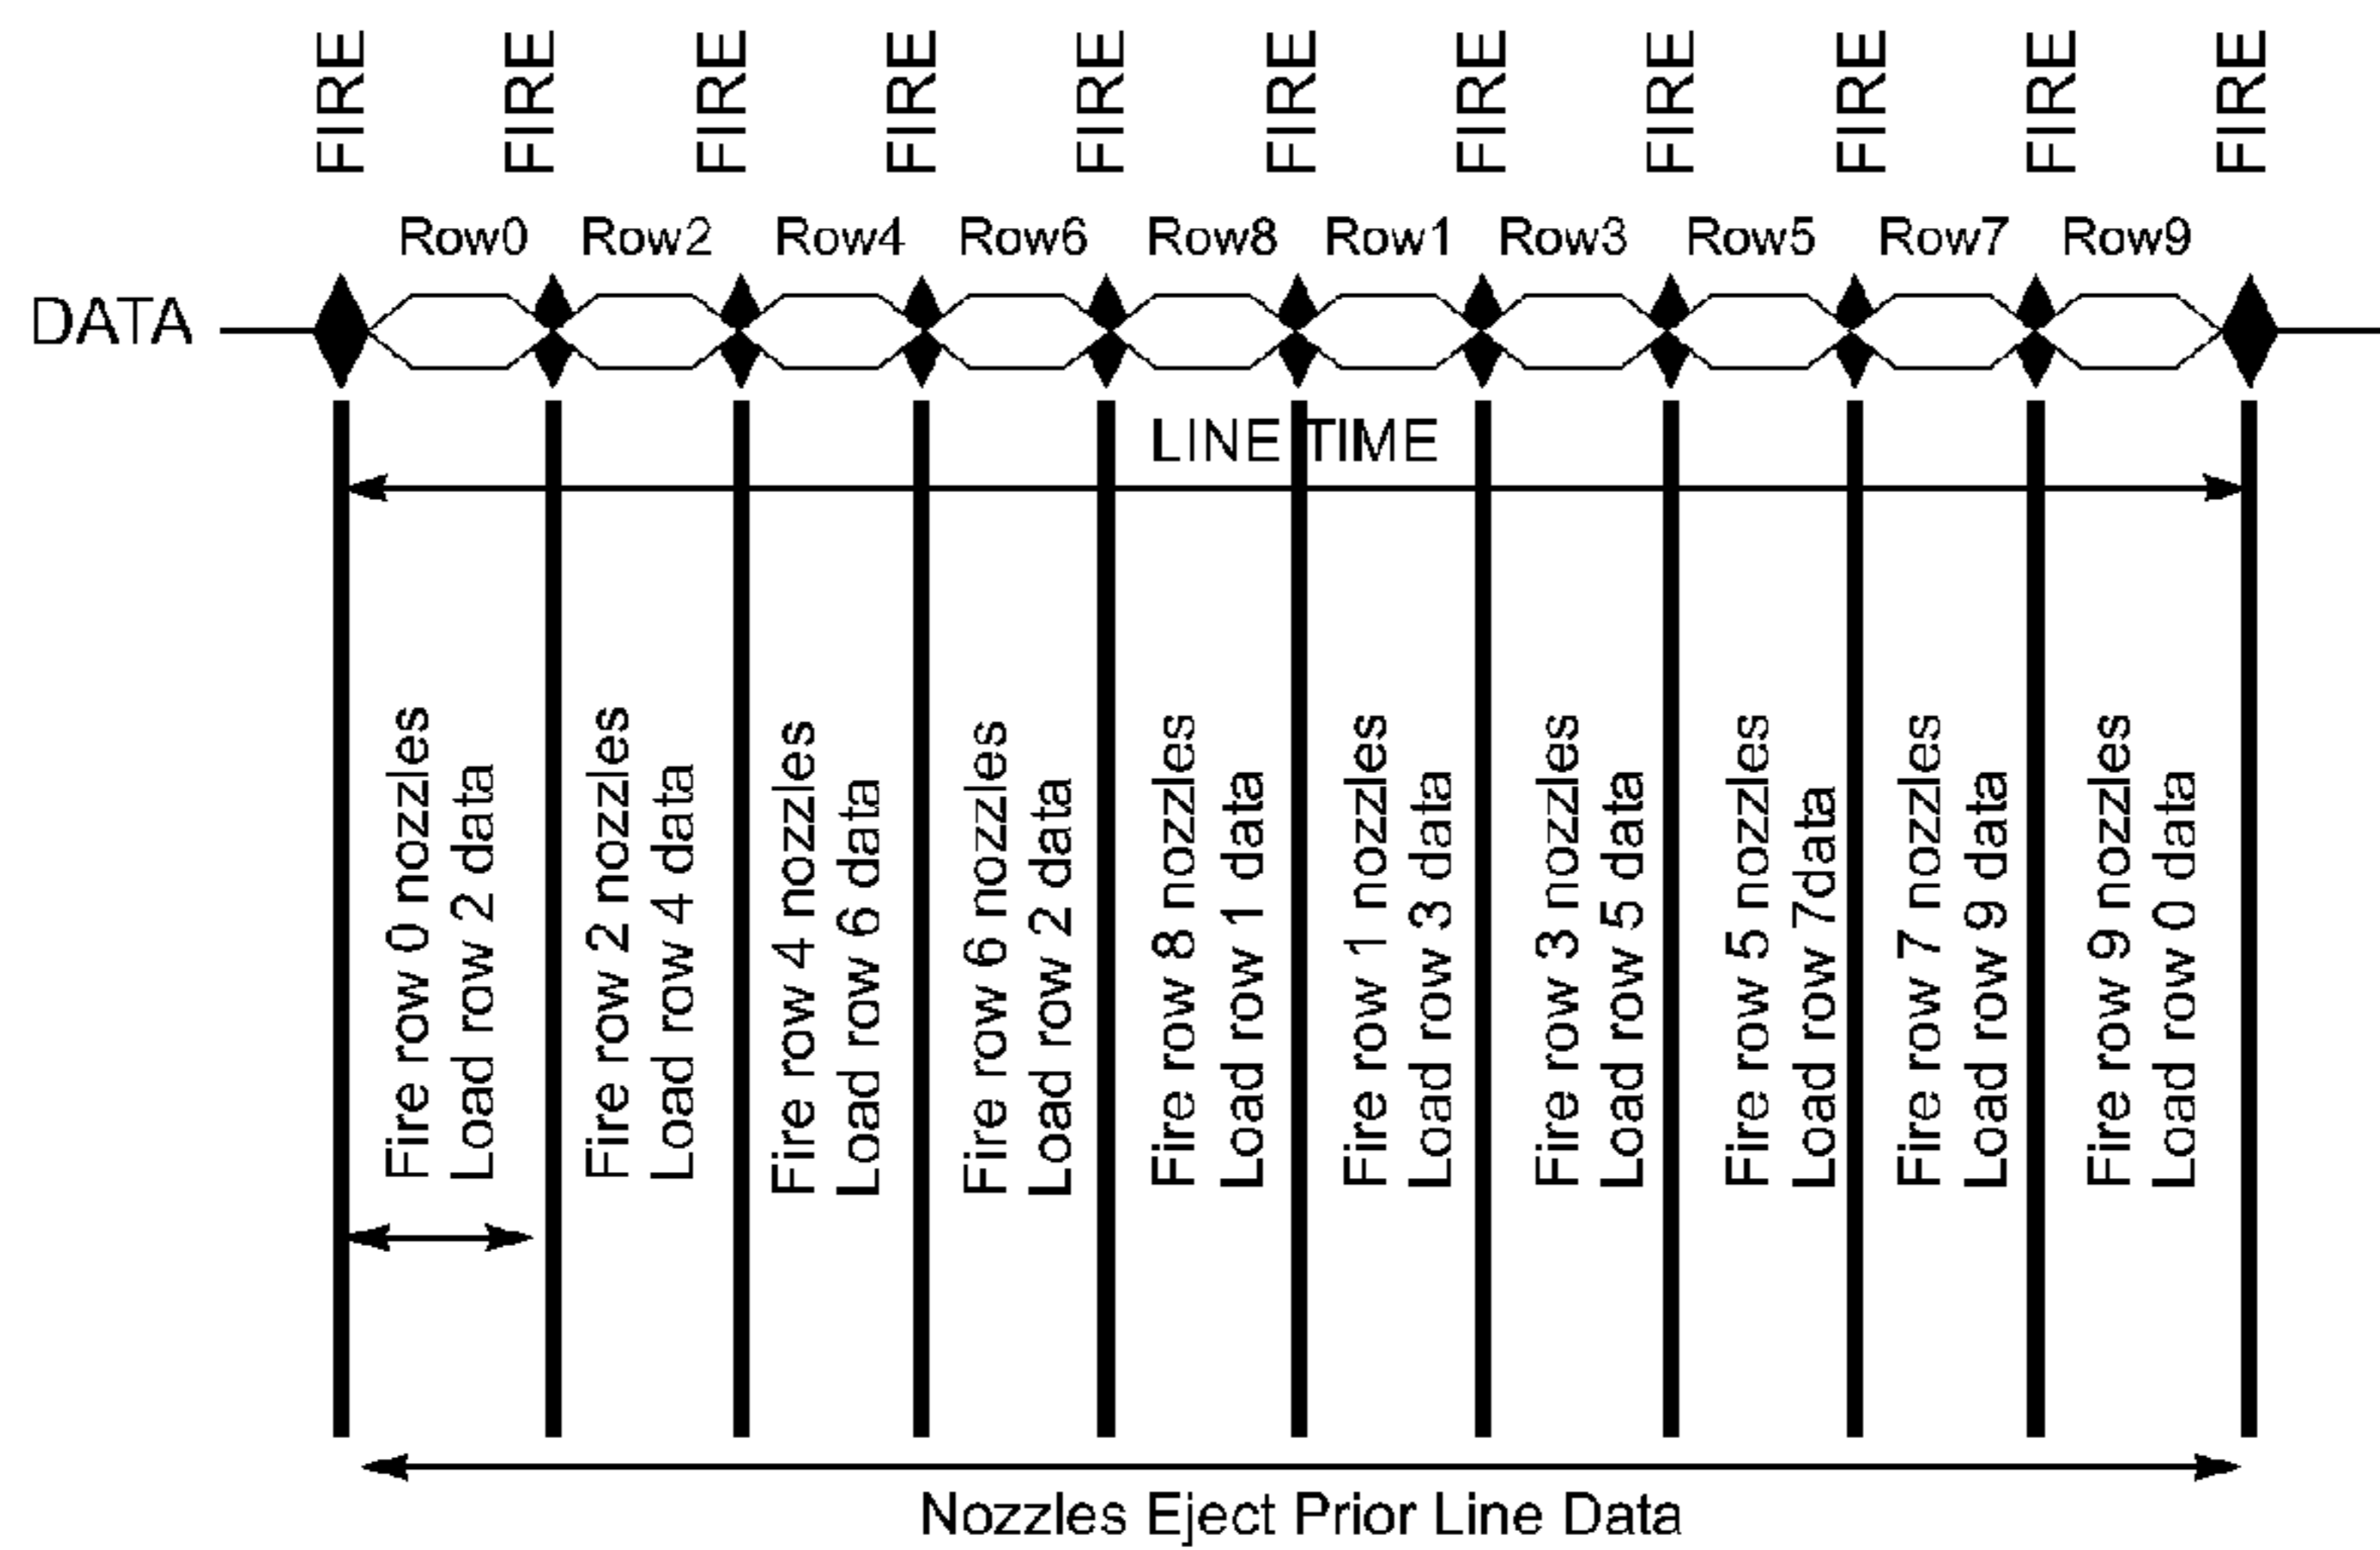 FIRE FIRE FIRE FIRE FIRE FIRE FIRE FIRE FIRE FIRE FIRE
Row0 Row2 Row4 Row6 Row8 Row1 Row3 Row5 Row7 Row9
DATA
LINE TIME
Fire row 0 nozzles
Load row 2 data
Fire row 2 nozzles
Load row 4 data
Fire row 4 nozzles
Load row 6 data
Fire row 6 nozzles
Load row 2 data
Fire row 8 nozzles
Load row 1 data
Fire row 1 nozzles
Load row 3 data
Fire row 3 nozzles
Load row 5 data
Fire row 5 nozzles
Load row 7data
Fire row 7 nozzles
Load row 9 data
Fire row 9 nozzles
Load row 0 data
Nozzles Eject Prior Line Data